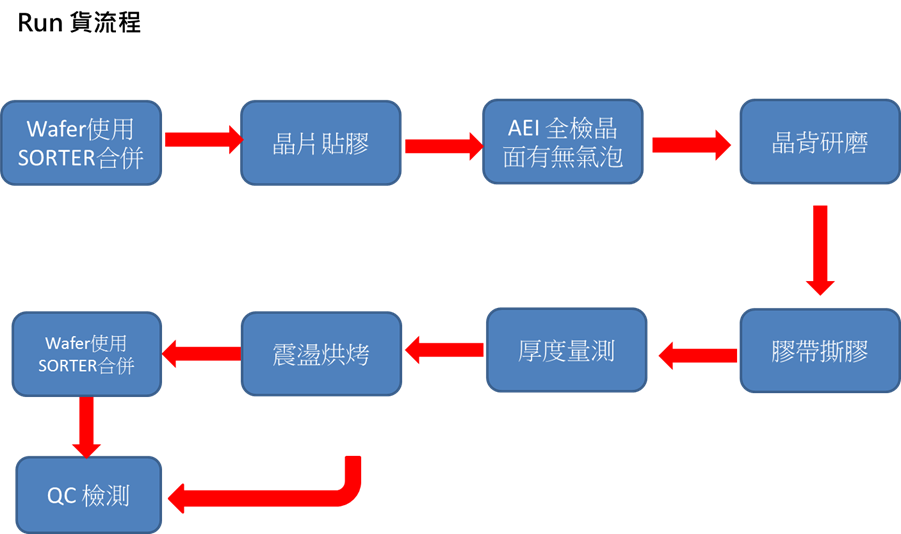 Run 貨流程
Wafer使用
SORTER合併
晶片貼膠
AEI 全檢晶
面有無氣泡
晶背研磨
膠帶撕膠
厚度量測
震盪烘烤
Wafer使用
SORTER合併
QC 檢測